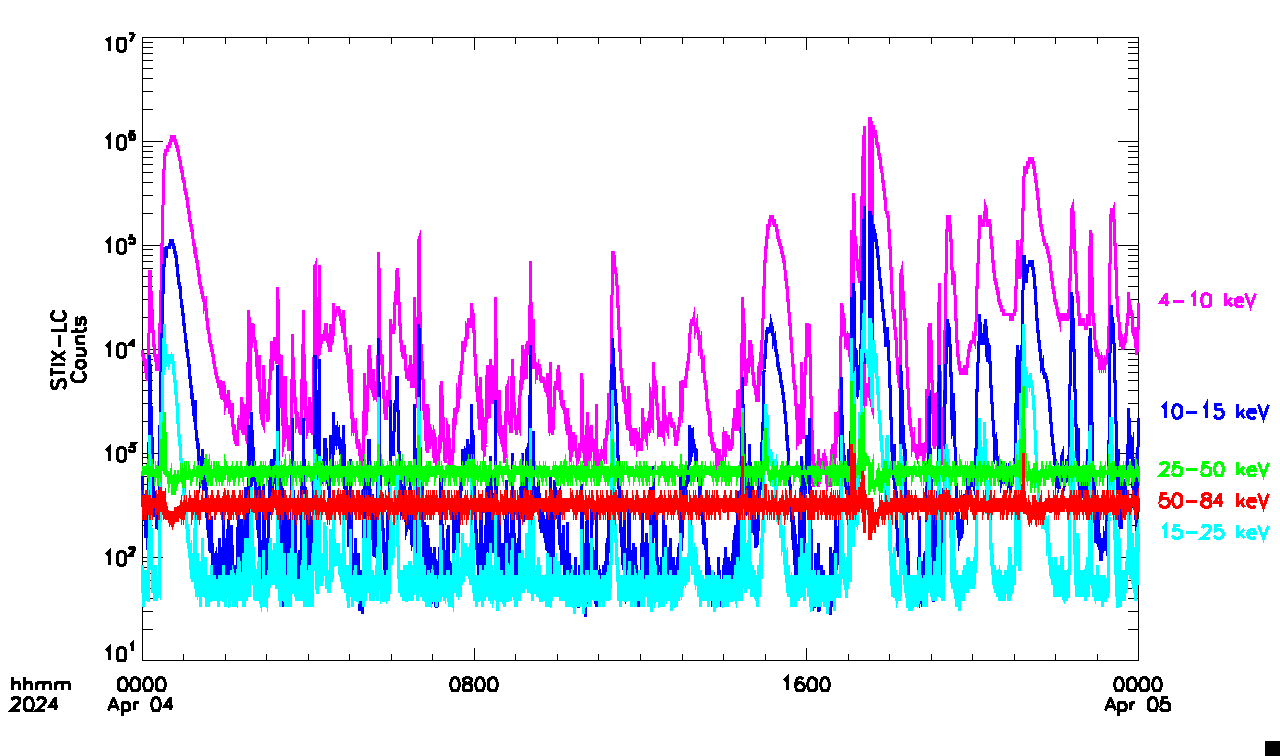 10⁷
10⁶
10⁵
10⁴
10³
10²
10¹
STIX-LC
Counts
4-10 keV
10-15 keV
25-50 keV
50-84 keV
15-25 keV
hhmm 0000 0800 1600 0000
2024 Apr 04 Apr 05